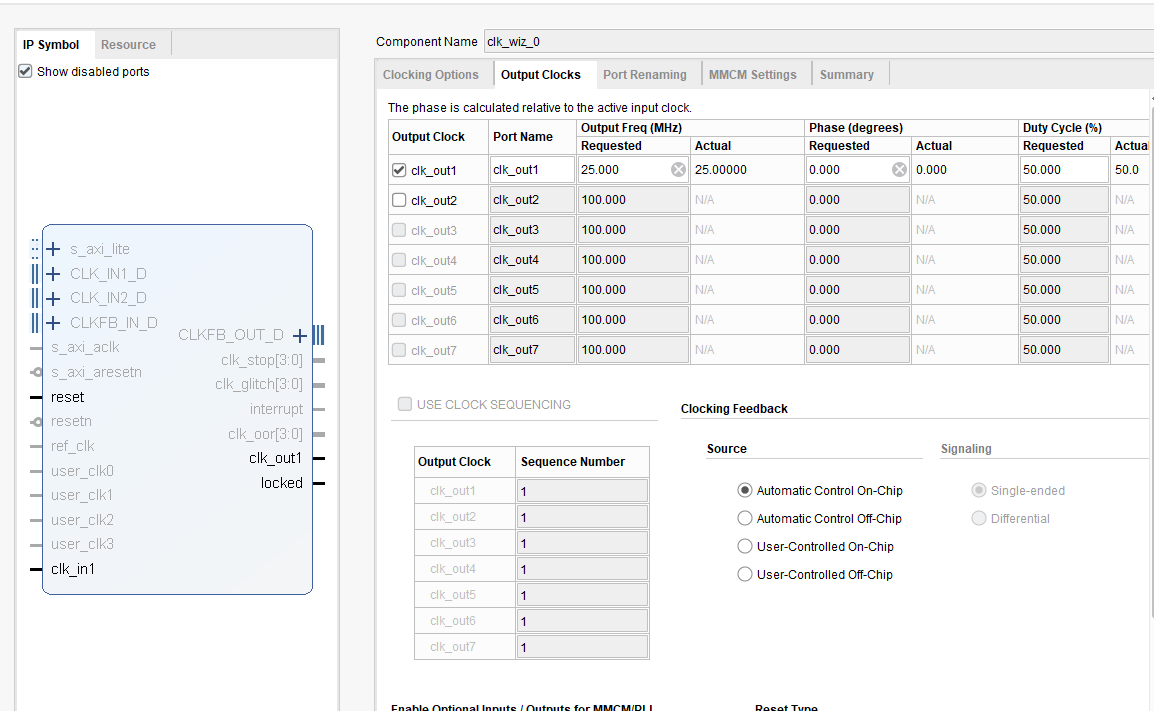 IP Symbol Resource
Show disabled ports
s_axi_lite
CLK_IN1_D
CLK_IN2_D
CLKFB_IN_D
s_axi_aclk
s_axi_aresetn
reset
resetn
ref_clk
user_clk0
user_clk1
user_clk2
user_clk3
clk_in1
CLKFB_OUT_D
clk_stop[3:0]
clk_glitch[3:0]
interrupt
clk_oor[3:0]
clk_out1
locked
Component Name clk_wiz_0
Clocking Options Output Clocks Port Renaming MMCM Settings Summary
The phase is calculated relative to the active input clock.
Output Clock Port Name Output Freq (MHz) Phase (degrees) Duty Cycle (%)
Requested Actual Requested Actual Requested Actua
clk_out1 clk_out1 25.000 25.00000 0.000 0.000 50.000 50.0
clk_out2 clk_out2 100.000 N/A 0.000 N/A 50.000 N/A
clk_out3 clk_out3 100.000 N/A 0.000 N/A 50.000 N/A
clk_out4 clk_out4 100.000 N/A 0.000 N/A 50.000 N/A
clk_out5 clk_out5 100.000 N/A 0.000 N/A 50.000 N/A
clk_out6 clk_out6 100.000 N/A 0.000 N/A 50.000 N/A
clk_out7 clk_out7 100.000 N/A 0.000 N/A 50.000 N/A
USE CLOCK SEQUENCING
Output Clock Sequence Number
clk_out1 1
clk_out2 1
clk_out3 1
clk_out4 1
clk_out5 1
clk_out6 1
clk_out7 1
Clocking Feedback
Source Signaling
Automatic Control On-Chip Single-ended
Automatic Control Off-Chip Differential
User-Controlled On-Chip
User-Controlled Off-Chip
Enable Optional Inputs / Outputs for MMCM/PLL Reset Type